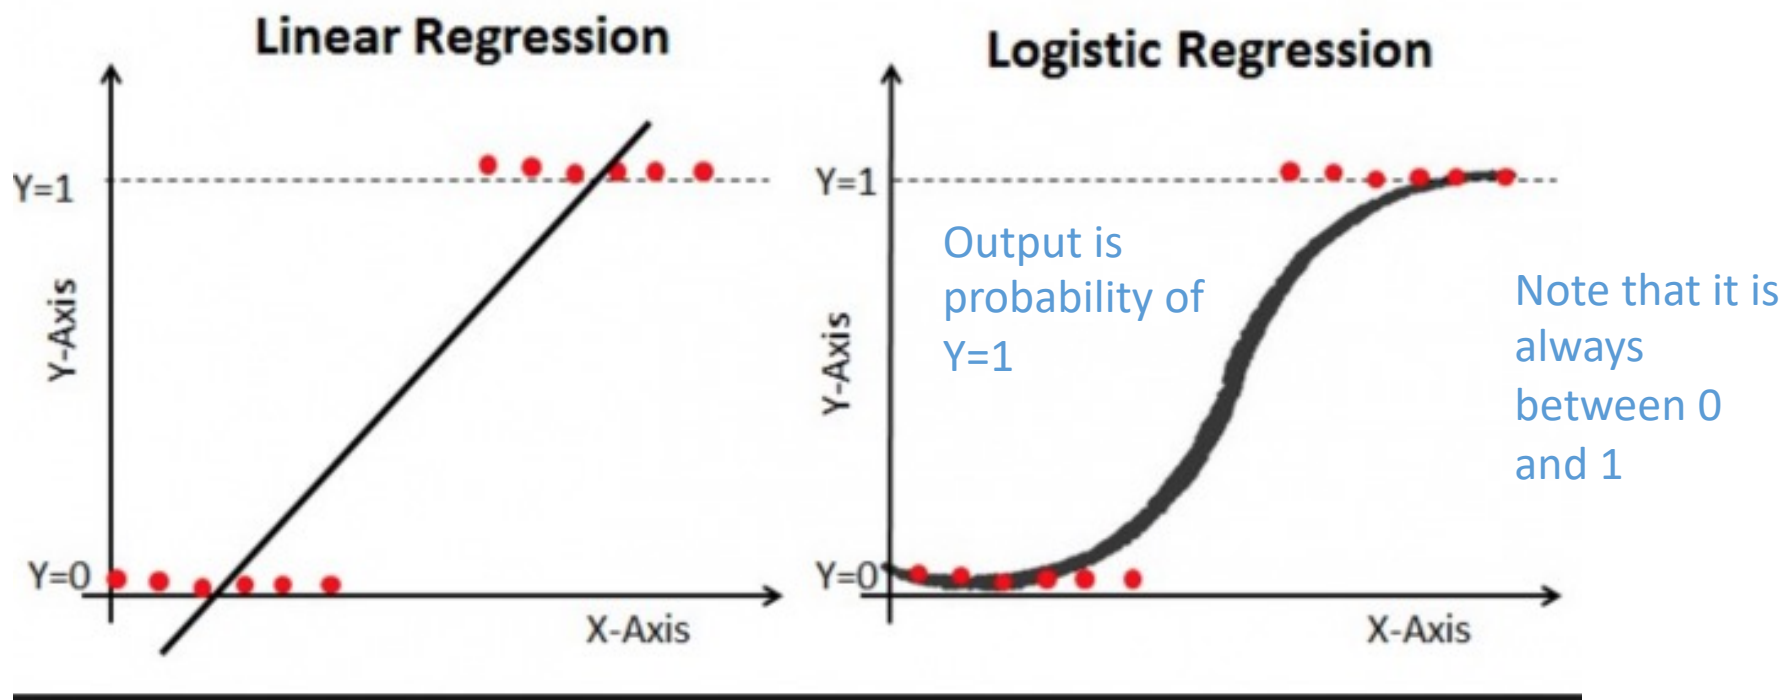 Linear Regression
Y=1
Y-Axis
Y=0
X-Axis
Logistic Regression
Y=1
Output is
probability of
Y=1
Y-Axis
Y=0
X-Axis
Note that it is
always
between 0
and 1